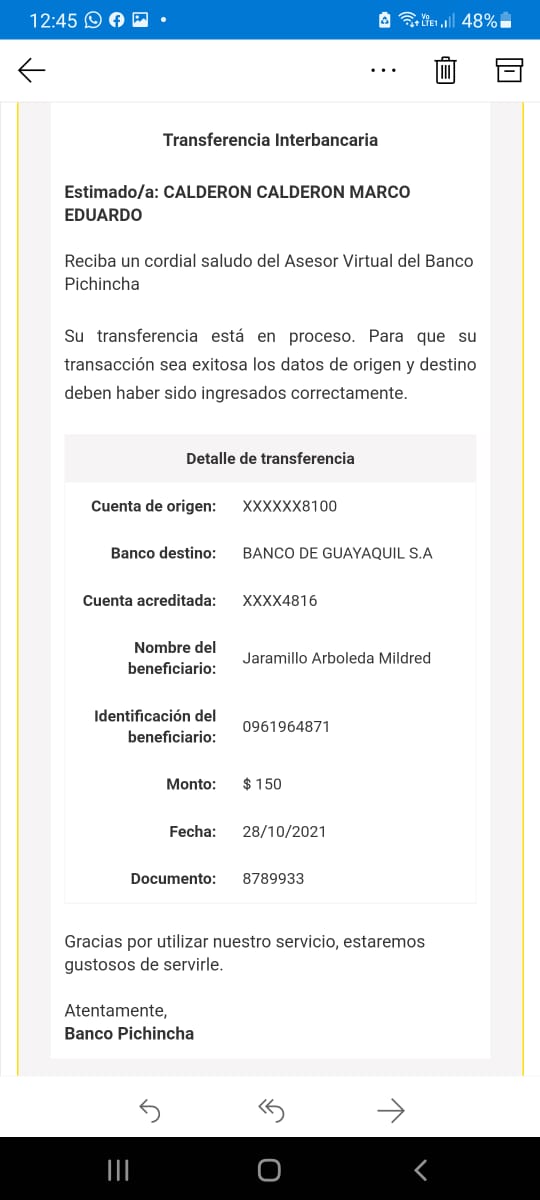 12:45
48%
Transferencia Interbancaria
Estimado/a: CALDERON CALDERON MARCO
EDUARDO
Reciba un cordial saludo del Asesor Virtual del Banco
Pichincha
Su transferencia está en proceso. Para que su
transacción sea exitosa los datos de origen y destino
deben haber sido ingresados correctamente.
Detalle de transferencia
Cuenta de origen: XXXXXX8100
Banco destino: BANCO DE GUAYAQUIL S.A
Cuenta acreditada: XXXX4816
Nombre del
beneficiario: Jaramillo Arboleda Mildred
Identificación del
beneficiario: 0961964871
Monto: $ 150
Fecha: 28/10/2021
Documento: 8789933
Gracias por utilizar nuestro servicio, estaremos
gustosos de servirle.
Atentamente,
Banco Pichincha